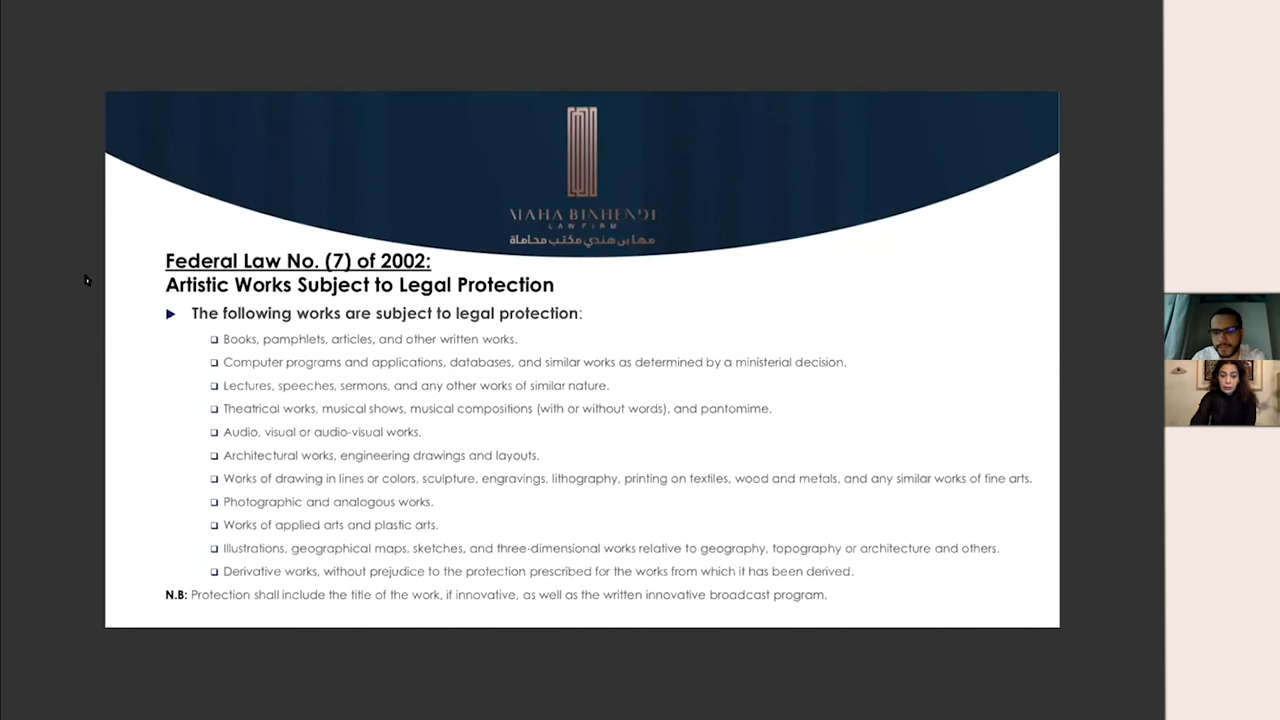 MAHA BINHENDI
LAW FIRM
مها بن هندي مكتب محاماة
Federal Law No. (7) of 2002:
Artistic Works Subject to Legal Protection
The following works are subject to legal protection:
Books, pamphlets, articles, and other written works.
Computer programs and applications, databases, and similar works as determined by a ministerial decision.
Lectures, speeches, sermons, and any other works of similar nature.
Theatrical works, musical shows, musical compositions (with or without words), and pantomime.
Audio, visual or audio-visual works.
Architectural works, engineering drawings and layouts.
Works of drawing in lines or colors, sculpture, engravings, lithography, printing on textiles, wood and metals, and any similar works of fine arts.
Photographic and analogous works.
Works of applied arts and plastic arts.
Illustrations, geographical maps, sketches, and three-dimensional works relative to geography, topography or architecture and others.
Derivative works, without prejudice to the protection prescribed for the works from which it has been derived.
N.B: Protection shall include the title of the work, if innovative, as well as the written innovative broadcast program.